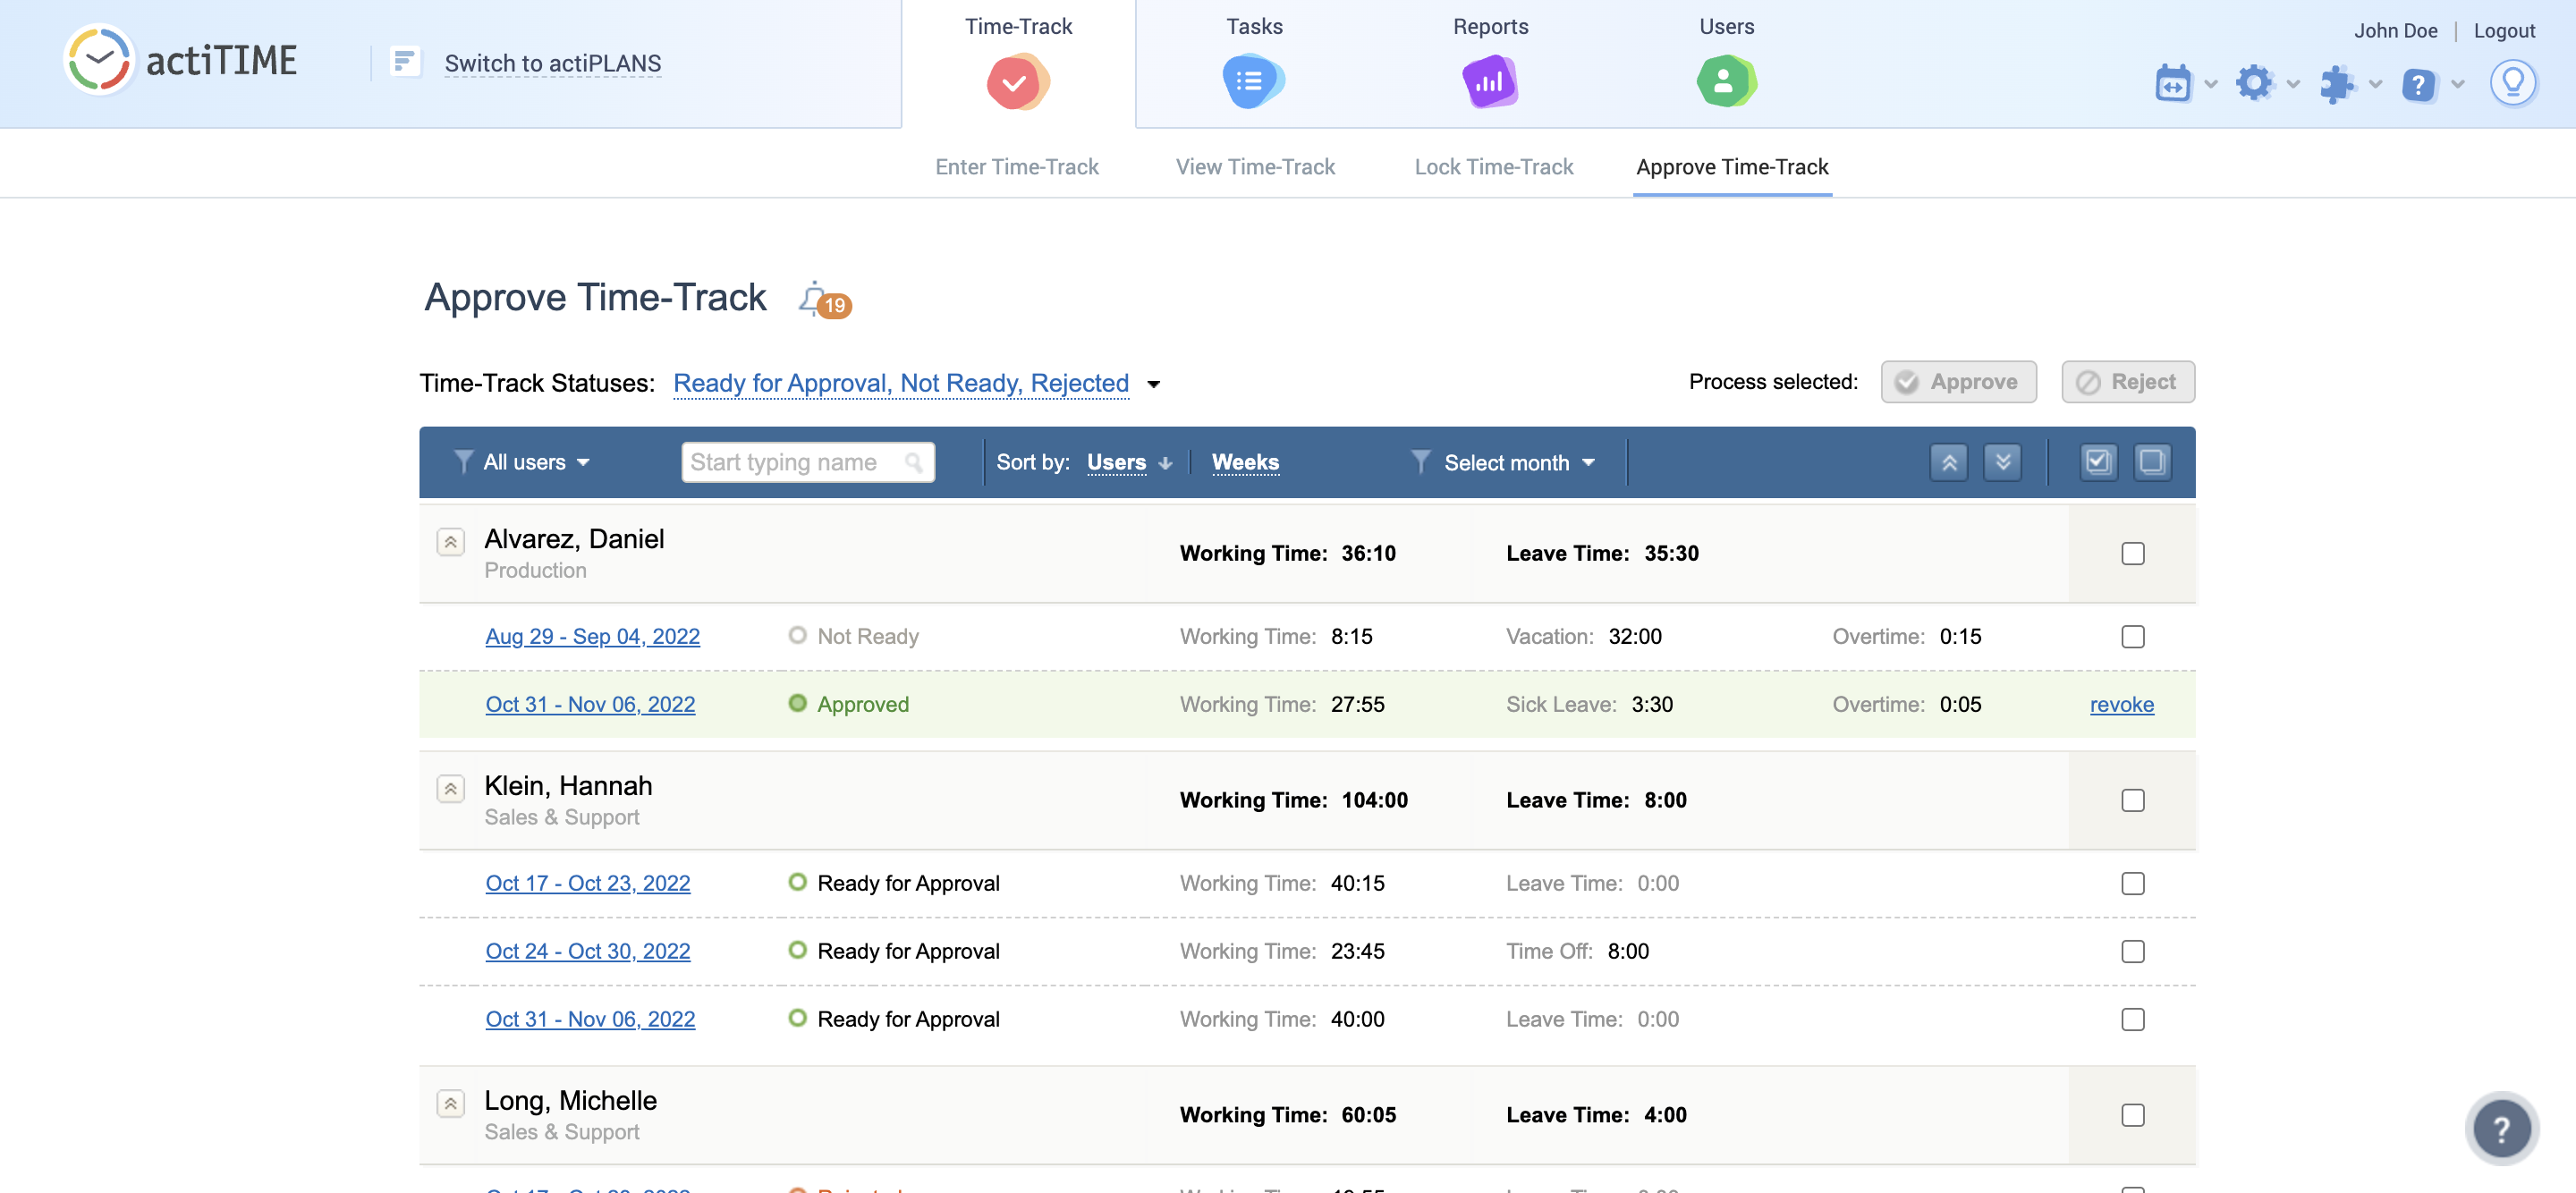 actiTIME
Switch to actiPLANS
Time-Track
Tasks
Reports
Users
John Doe | Logout
Enter Time-Track
View Time-Track
Lock Time-Track
Approve Time-Track
Approve Time-Track 19
Time-Track Statuses: Ready for Approval, Not Ready, Rejected
Process selected: Approve Reject
All users Start typing name Sort by: Users Weeks Select month
Alvarez, Daniel
Production
Working Time: 36:10 Leave Time: 35:30
Aug 29 - Sep 04, 2022 Not Ready Working Time: 8:15 Vacation: 32:00 Overtime: 0:15
Oct 31 - Nov 06, 2022 Approved Working Time: 27:55 Sick Leave: 3:30 Overtime: 0:05 revoke
Klein, Hannah
Sales & Support
Working Time: 104:00 Leave Time: 8:00
Oct 17 - Oct 23, 2022 Ready for Approval Working Time: 40:15 Leave Time: 0:00
Oct 24 - Oct 30, 2022 Ready for Approval Working Time: 23:45 Time Off: 8:00
Oct 31 - Nov 06, 2022 Ready for Approval Working Time: 40:00 Leave Time: 0:00
Long, Michelle
Sales & Support
Working Time: 60:05 Leave Time: 4:00
?